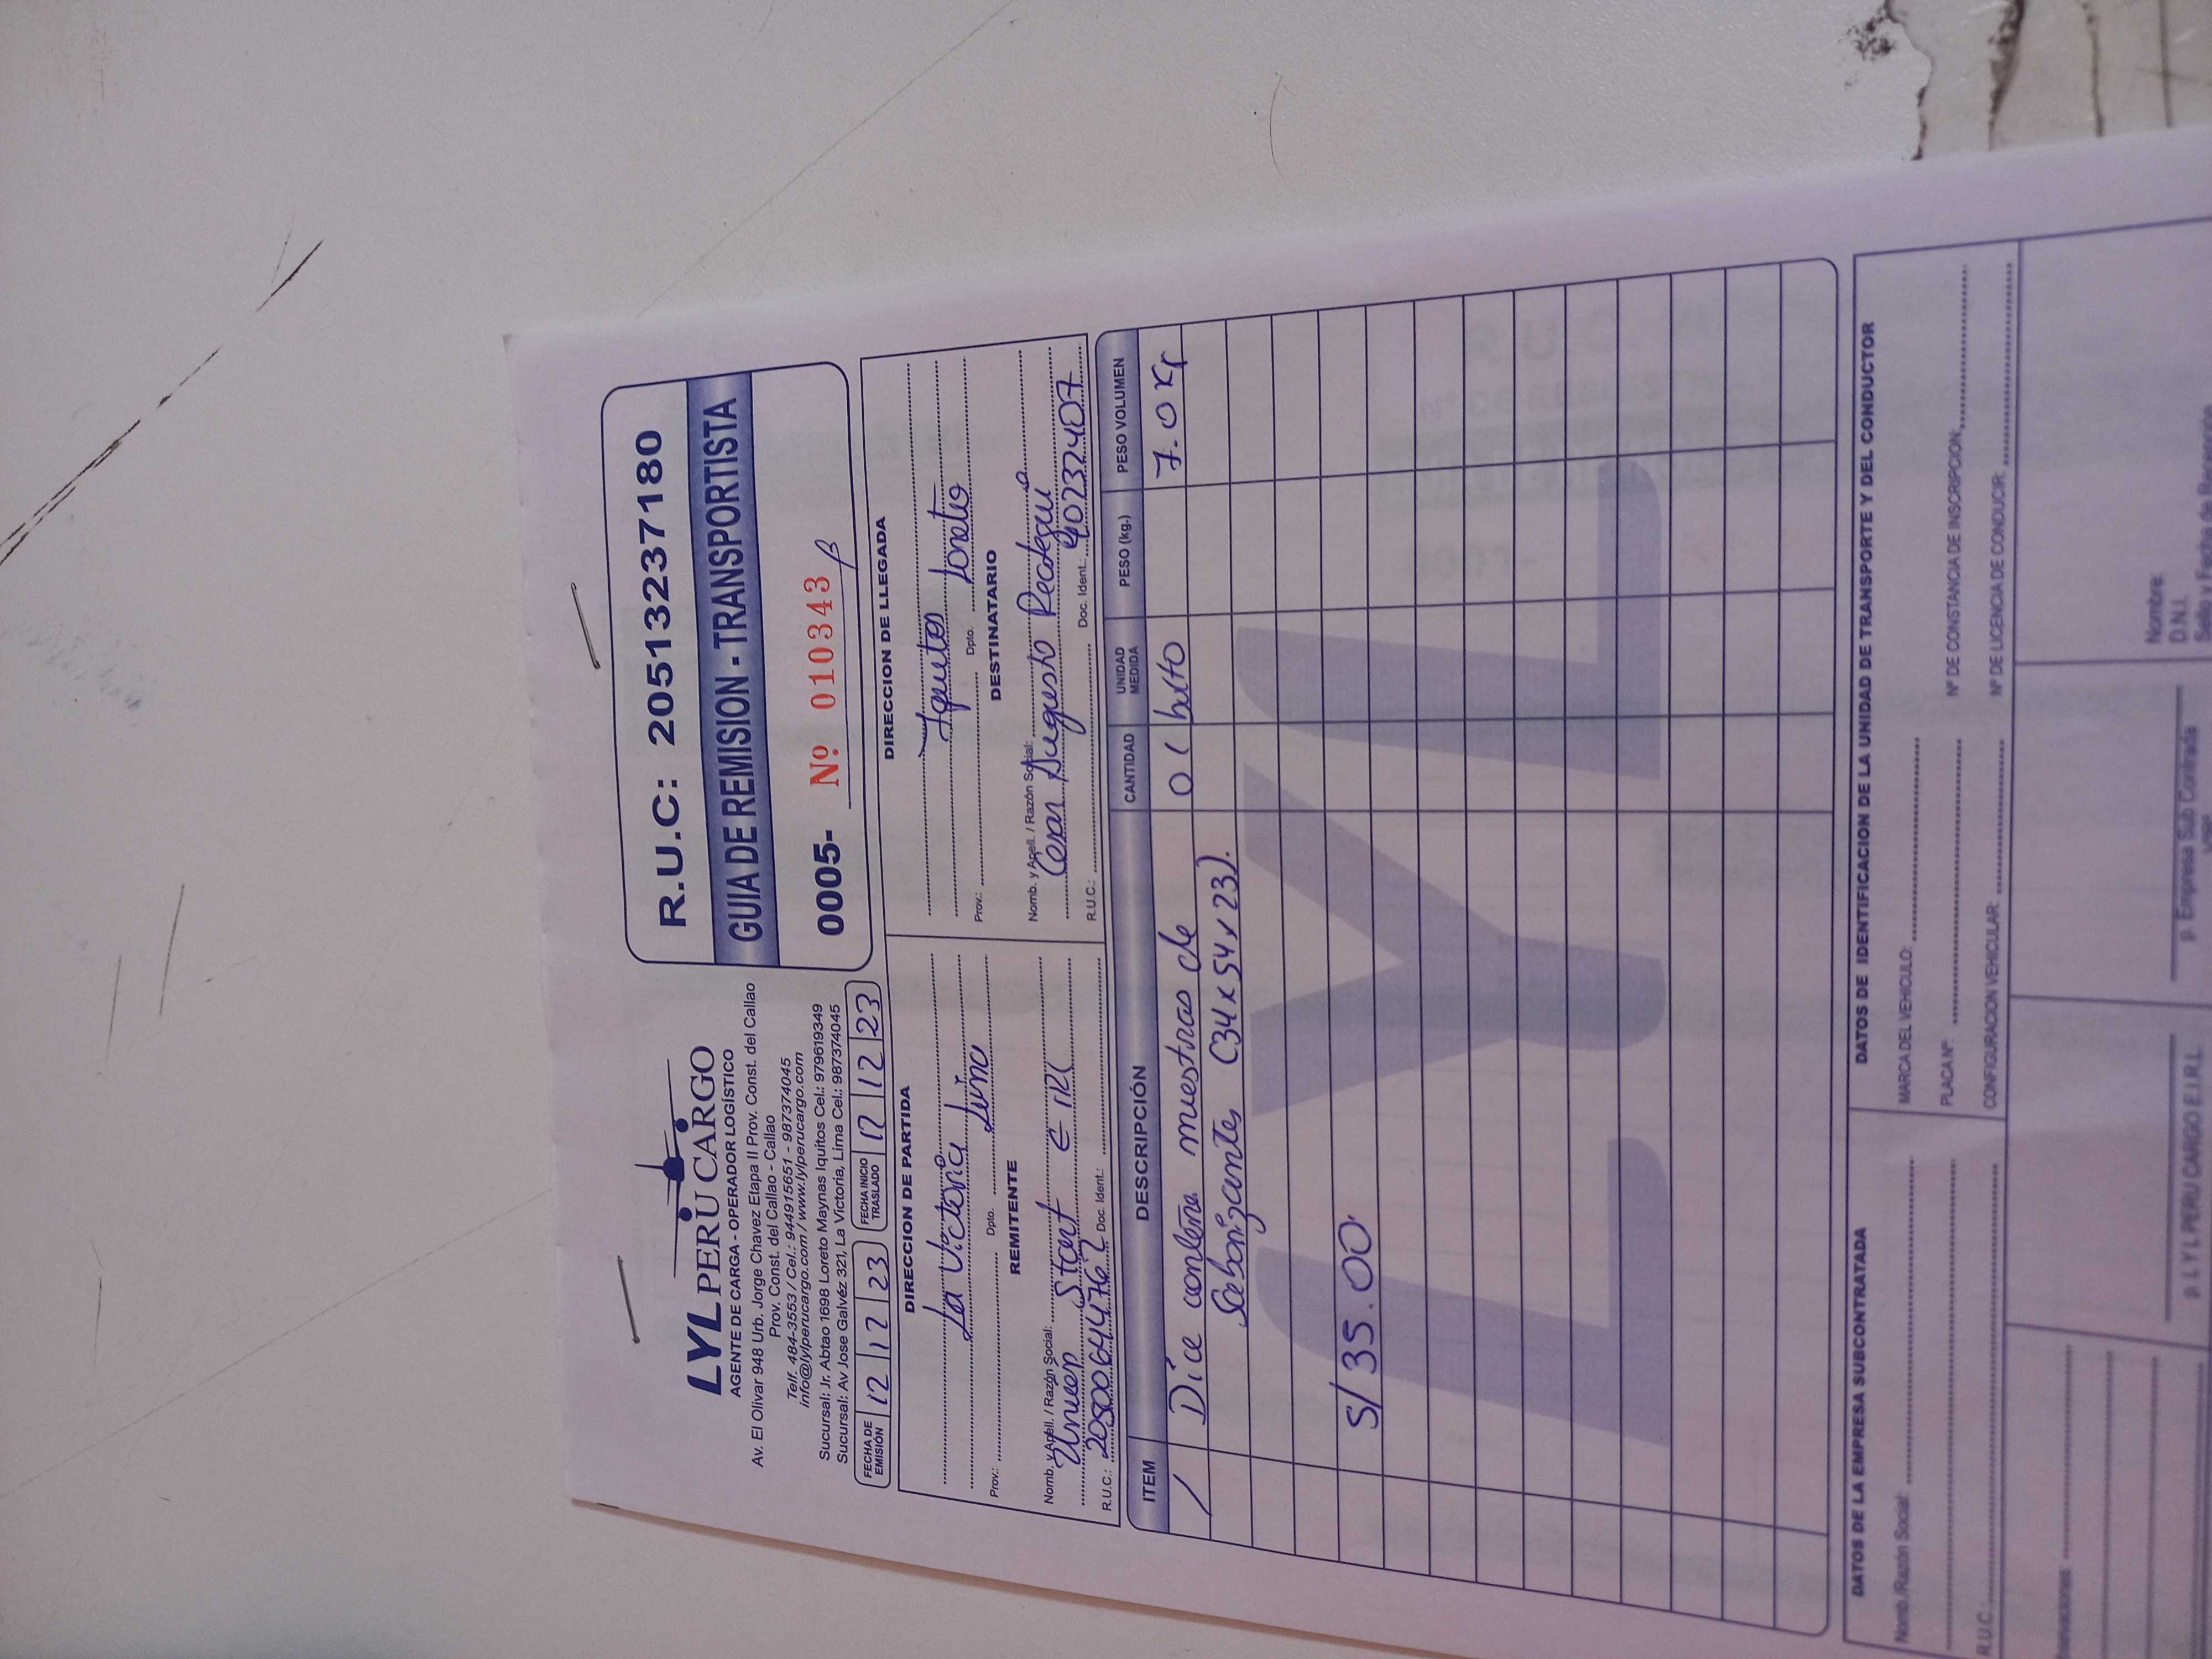 LYL PERÚ CARGO
AGENTE DE CARGA - OPERADOR LOGÍSTICO
Av. El Olivar 948 Urb. Jorge Chavez Etapa II Prov. Const. del Callao
Prov. Const. del Callao - Callao
Telf. 484-3553 / Cel.: 944915651 - 987374045
info@lylperucargo.com / www.lylperucargo.com
Sucursal: Jr. Abtao 1698 Loreto Maynas Iquitos Cel.: 979619349
Sucursal: Av Jose Galvéz 321, La Victoria, Lima Cel.: 987374045
R.U.C: 20513237180
GUIA DE REMISION - TRANSPORTISTA
0005- Nº 010343
FECHA DE EMISIÓN 12 12 23 FECHA INICIO TRASLADO 12 12 23
DIRECCION DE PARTIDA
La Victoria Lima
Prov.: Dpto.
REMITENTE
Nomb. y Apell. / Razón Social:
Start
R.U.C.: Doc. Ident.:
DIRECCION DE LLEGADA
Iquitos Loreto
Prov.: Dpto.
DESTINATARIO
Nomb. y Apell. / Razón Social:
Cesar Augusto
R.U.C.: Doc. Ident.: 40232407
ITEM DESCRIPCIÓN CANTIDAD UNIDAD MEDIDA PESO (kg.) PESO VOLUMEN
1 Dice contene muestras de 01 bulto 7.0 Kg
Saborizantes (34 x 54 x 23).
S/ 35.00
LYL
DATOS DE LA EMPRESA SUBCONTRATADA
Nomb./Razón Social:
R.U.C.:
DATOS DE IDENTIFICACION DE LA UNIDAD DE TRANSPORTE Y DEL CONDUCTOR
MARCA DEL VEHICULO:
PLACA Nº: Nº DE CONSTANCIA DE INSCRIPCION:
CONFIGURACION VEHICULAR: Nº DE LICENCIA DE CONDUCIR:
p. L Y L PERU CARGO E.I.R.L.
p. Empresa Sub Contrada
Nombre:
D.N.I.